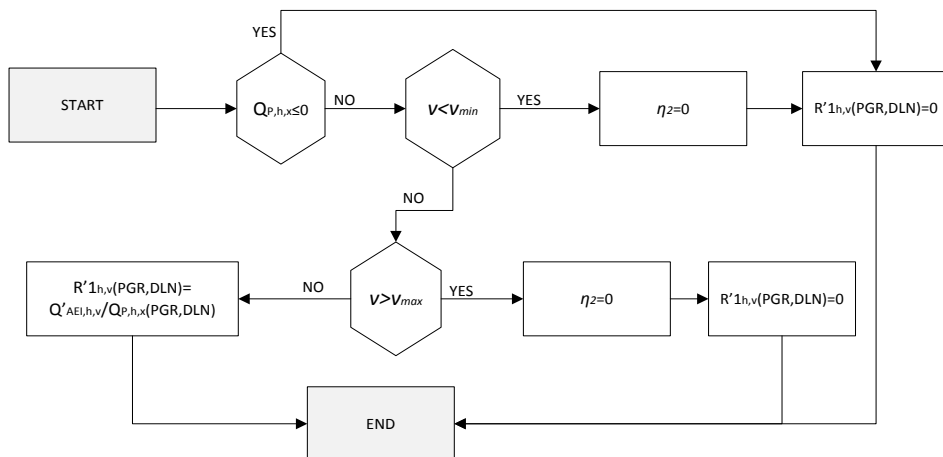 YES
START
QP,h,x≤0
NO
v<vmin
YES
η2=0
R’1h,v(PGR,DLN)=0
NO
R’1h,v(PGR,DLN)=
Q’AEI,h,v/QP,h,x(PGR,DLN)
NO
v>vmax
YES
η2=0
R’1h,v(PGR,DLN)=0
END